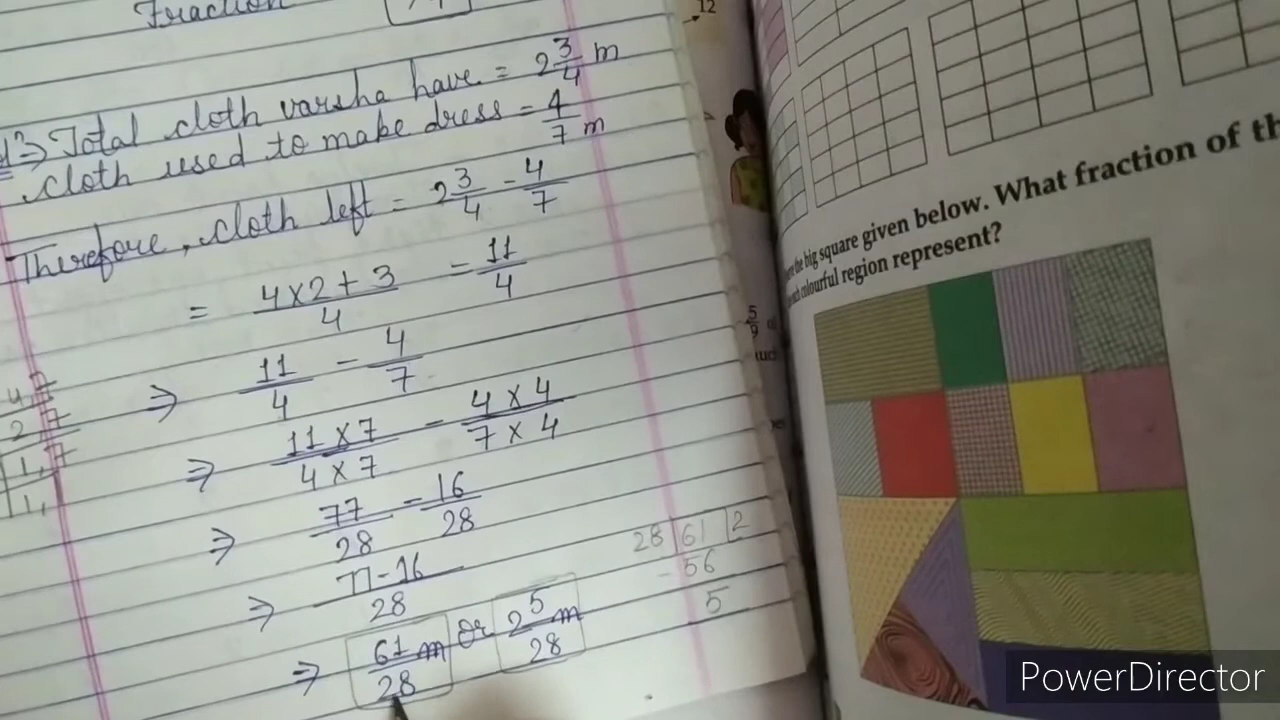 Fraction
Total cloth varsha have = 2 3/4 m
cloth used to make dress = 4/7 m
Therefore, cloth left = 2 3/4 - 4/7
= 4×2+3/4 = 11/4
⇒ 11/4 - 4/7
⇒ 11×7/4×7 - 4×4/7×4
⇒ 77/28 - 16/28
⇒ 77-16/28
⇒ 61/28 m or 2 5/28 m
28 61 2
- 56
5
12
5/9
the big square given below. What fraction of
colourful region represent?
PowerDirector